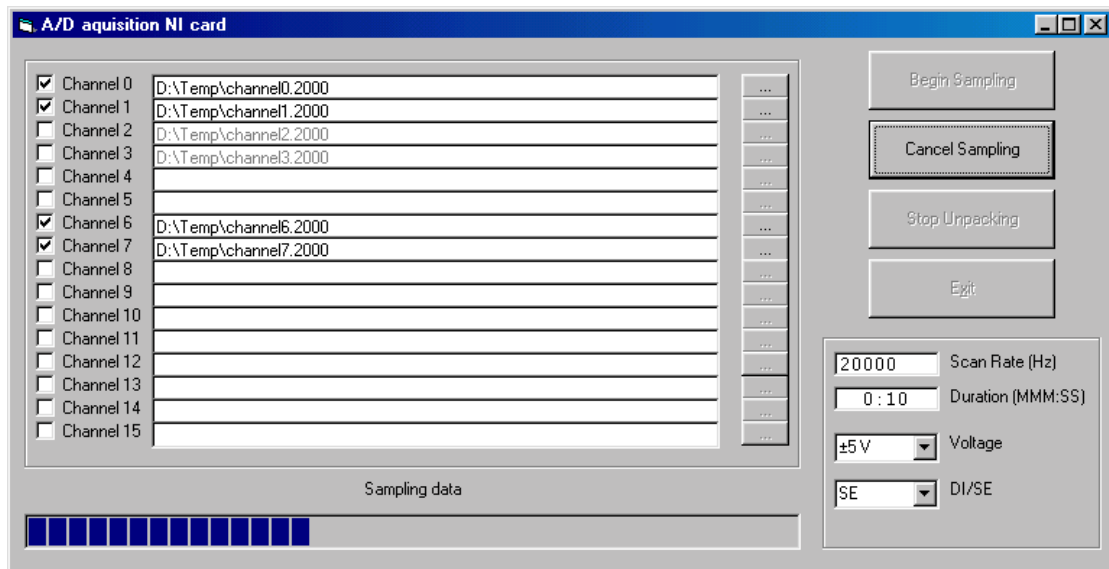 A/D aquisition NI card
Channel 0 D:\Temp\channel0.2000 ...
Channel 1 D:\Temp\channel1.2000 ...
Channel 2 D:\Temp\channel2.2000 ...
Channel 3 D:\Temp\channel3.2000 ...
Channel 4 ...
Channel 5 ...
Channel 6 D:\Temp\channel6.2000 ...
Channel 7 D:\Temp\channel7.2000 ...
Channel 8 ...
Channel 9 ...
Channel 10 ...
Channel 11 ...
Channel 12 ...
Channel 13 ...
Channel 14 ...
Channel 15 ...
Sampling data
Begin Sampling
Cancel Sampling
Stop Unpacking
Exit
20000 Scan Rate (Hz)
0:10 Duration (MMM:SS)
±5V Voltage
SE DI/SE